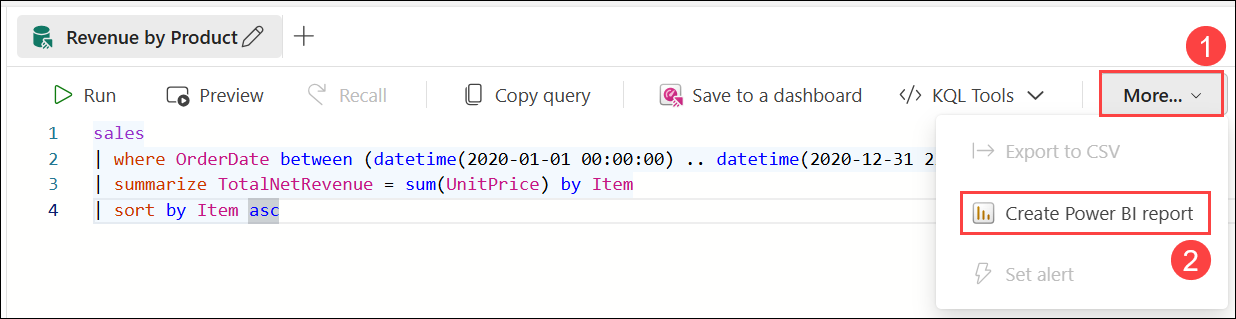 Revenue by Product
1
Run Preview Recall Copy query Save to a dashboard KQL Tools More...
1 sales
2 | where OrderDate between (datetime(2020-01-01 00:00:00) .. datetime(2020-12-31 2
3 | summarize TotalNetRevenue = sum(UnitPrice) by Item
4 | sort by Item asc
Export to CSV
Create Power BI report
2
Set alert